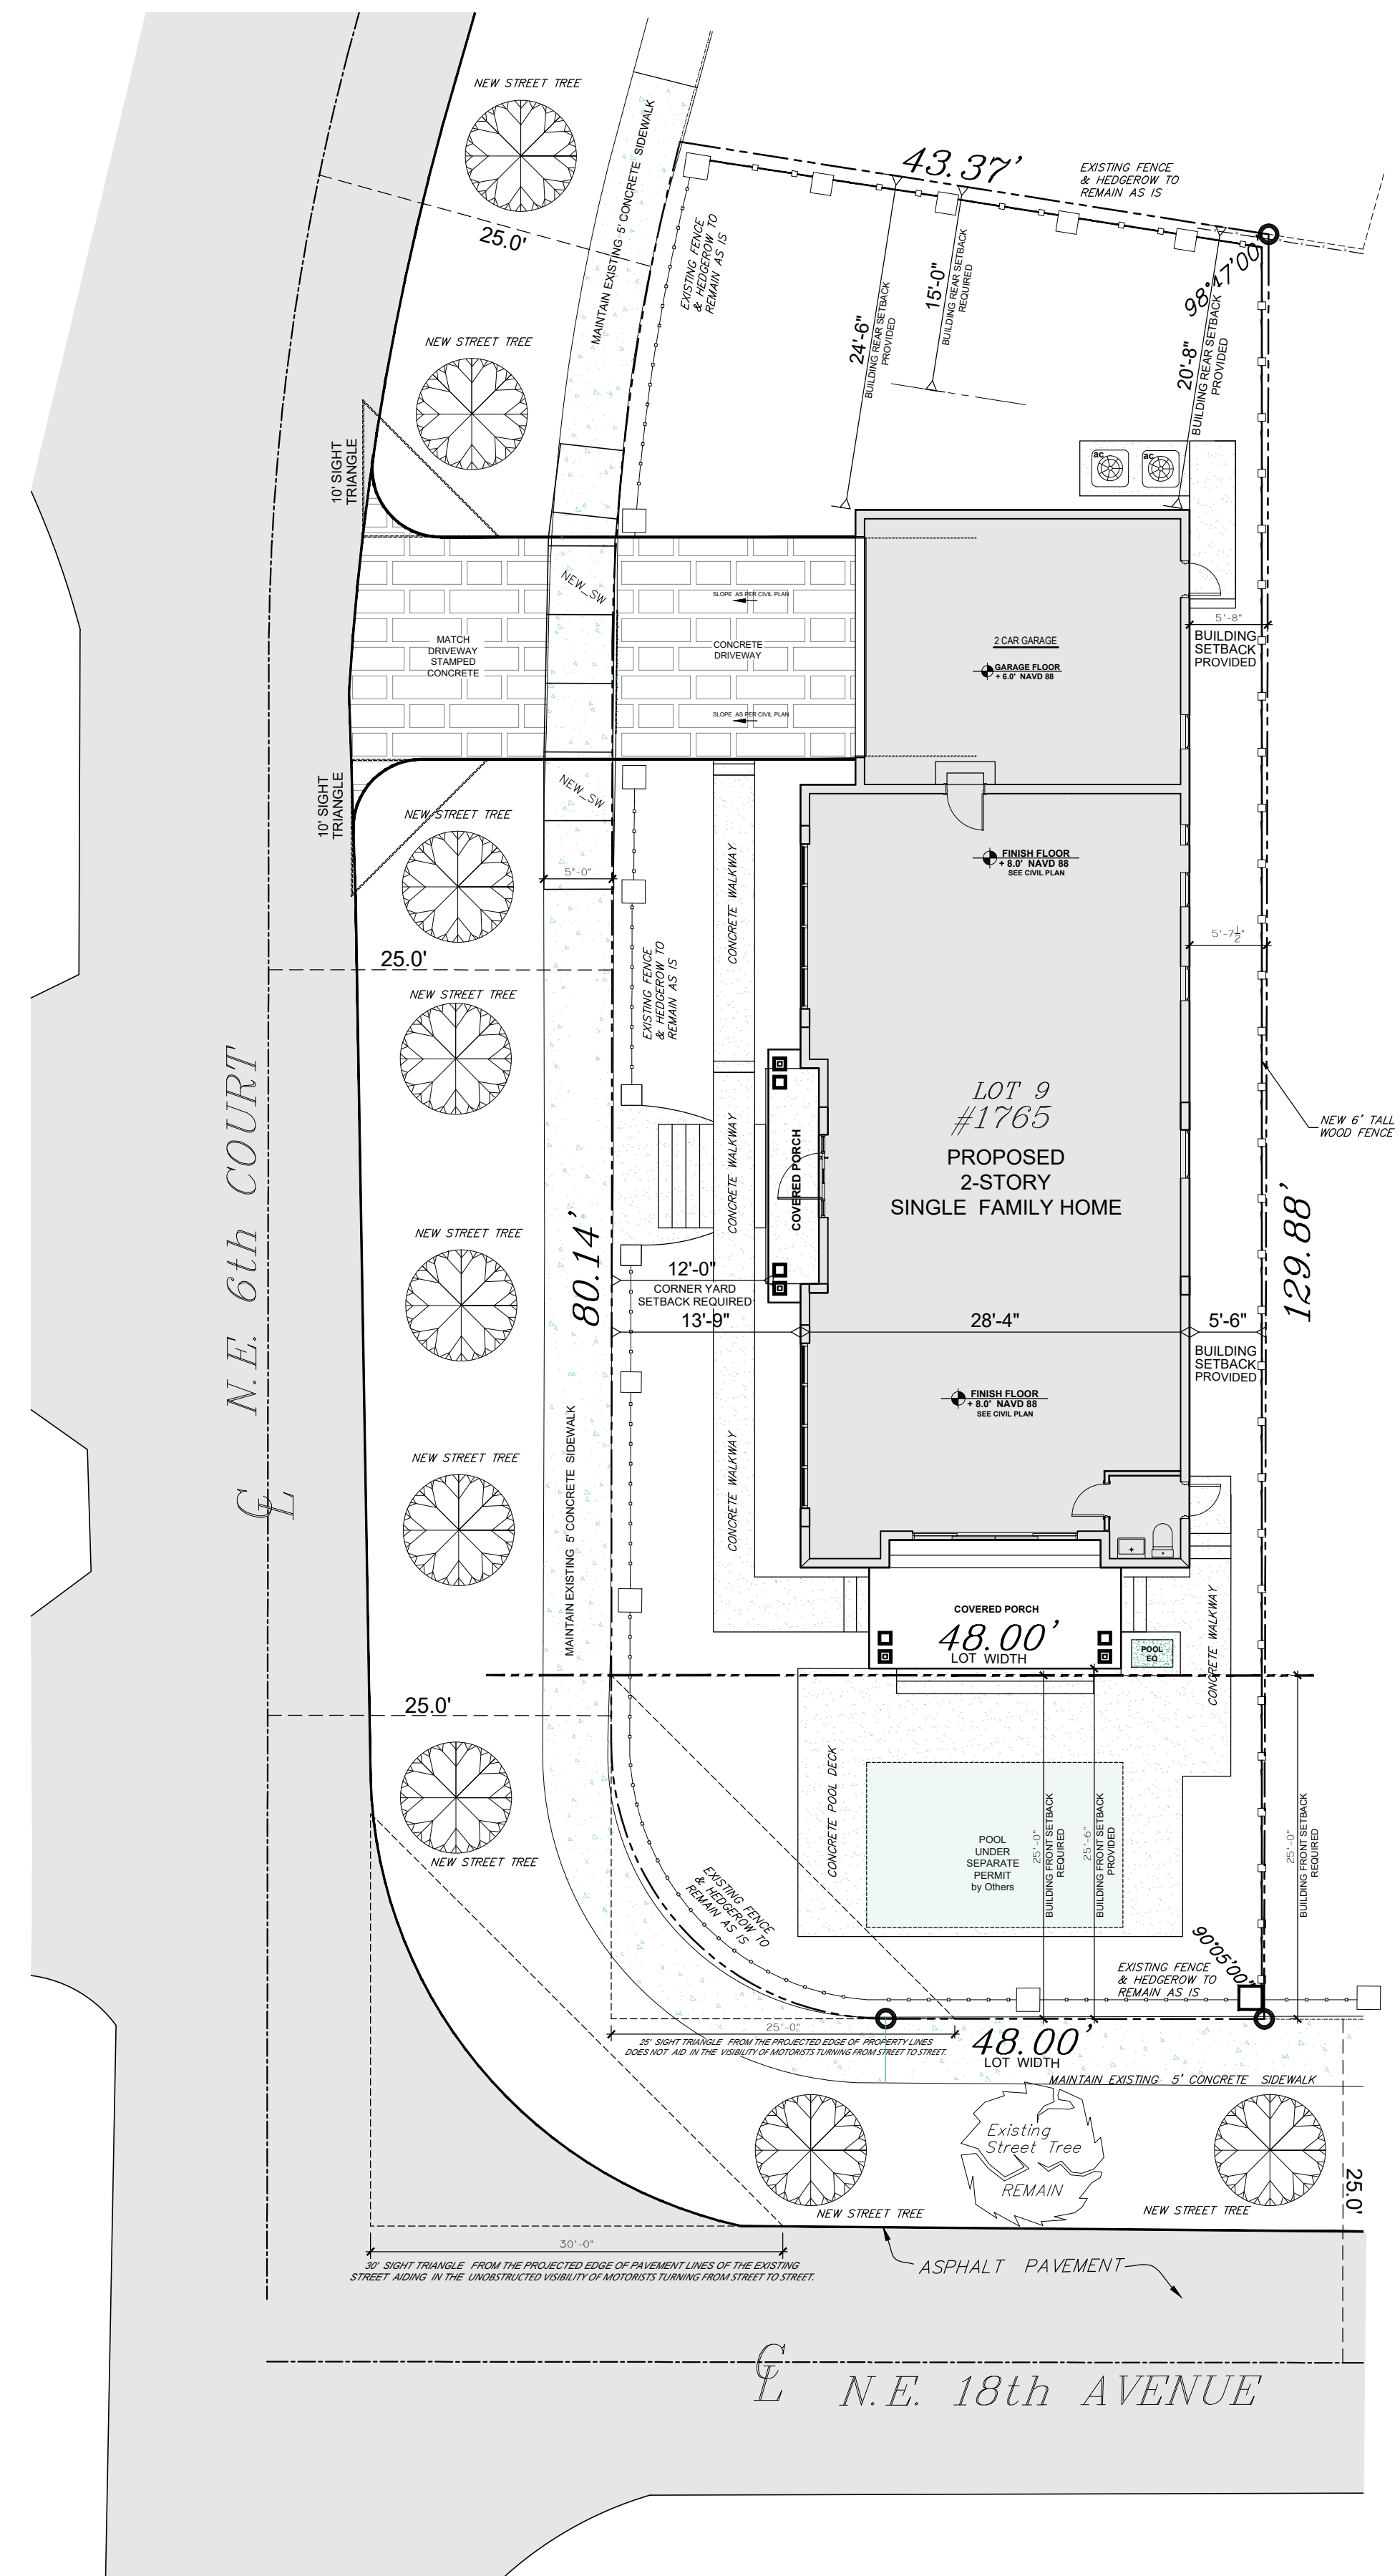 NEW STREET TREE
MAINTAIN EXISTING 5' CONCRETE SIDEWALK
43.37'
EXISTING FENCE
& HEDGEROW TO
REMAIN AS IS
25.0'
EXISTING FENCE
& HEDGEROW TO
REMAIN AS IS
24'-6"
BUILDING REAR SETBACK
PROVIDED
15'-0"
BUILDING REAR SETBACK
REQUIRED
20'-8"
BUILDING REAR SETBACK
PROVIDED
NEW STREET TREE
10' SIGHT
TRIANGLE
ac
ac
NEW_SW
SLOPE AS PER CIVIL PLAN
MATCH
DRIVEWAY
STAMPED
CONCRETE
CONCRETE
DRIVEWAY
2 CAR GARAGE
GARAGE FLOOR
+ 6.0' NAVD 88
5'-8"
BUILDING
SETBACK
PROVIDED
SLOPE AS PER CIVIL PLAN
10' SIGHT
TRIANGLE
NEW_SW
NEW STREET TREE
5'-0"
CONCRETE WALKWAY
FINISH FLOOR
+ 8.0' NAVD 88
SEE CIVIL PLAN
5'-7½"
25.0'
EXISTING FENCE
& HEDGEROW TO
REMAIN AS IS
NEW STREET TREE
N.E. 6th COURT
CL
LOT 9
#1765
PROPOSED
2-STORY
SINGLE FAMILY HOME
NEW 6' TALL
WOOD FENCE
CONCRETE WALKWAY
COVERED PORCH
129.88'
80.14'
NEW STREET TREE
12'-0"
CORNER YARD
SETBACK REQUIRED
13'-9"
28'-4"
5'-6"
BUILDING
SETBACK
PROVIDED
FINISH FLOOR
+ 8.0' NAVD 88
SEE CIVIL PLAN
NEW STREET TREE
MAINTAIN EXISTING 5' CONCRETE SIDEWALK
CONCRETE WALKWAY
COVERED PORCH
48.00'
LOT WIDTH
POOL
EQ
CONCRETE WALKWAY
25.0'
CONCRETE POOL DECK
POOL
UNDER
SEPARATE
PERMIT
by Others
25'-0"
BUILDING FRONT SETBACK
REQUIRED
25'-6"
BUILDING FRONT SETBACK
PROVIDED
25'-0"
BUILDING FRONT SETBACK
REQUIRED
NEW STREET TREE
EXISTING FENCE
& HEDGEROW TO
REMAIN AS IS
90°05'00"
EXISTING FENCE
& HEDGEROW TO
REMAIN AS IS
25'-0"
25' SIGHT TRIANGLE FROM THE PROJECTED EDGE OF PROPERTY LINES
DOES NOT AID IN THE VISIBILITY OF MOTORISTS TURNING FROM STREET TO STREET.
48.00'
LOT WIDTH
MAINTAIN EXISTING 5' CONCRETE SIDEWALK
Existing
Street Tree
REMAIN
NEW STREET TREE
NEW STREET TREE
25.0'
30'-0"
30' SIGHT TRIANGLE FROM THE PROJECTED EDGE OF PAVEMENT LINES OF THE EXISTING
STREET AIDING IN THE UNOBSTRUCTED VISIBILITY OF MOTORISTS TURNING FROM STREET TO STREET.
ASPHALT PAVEMENT
CL
N.E. 18th AVENUE